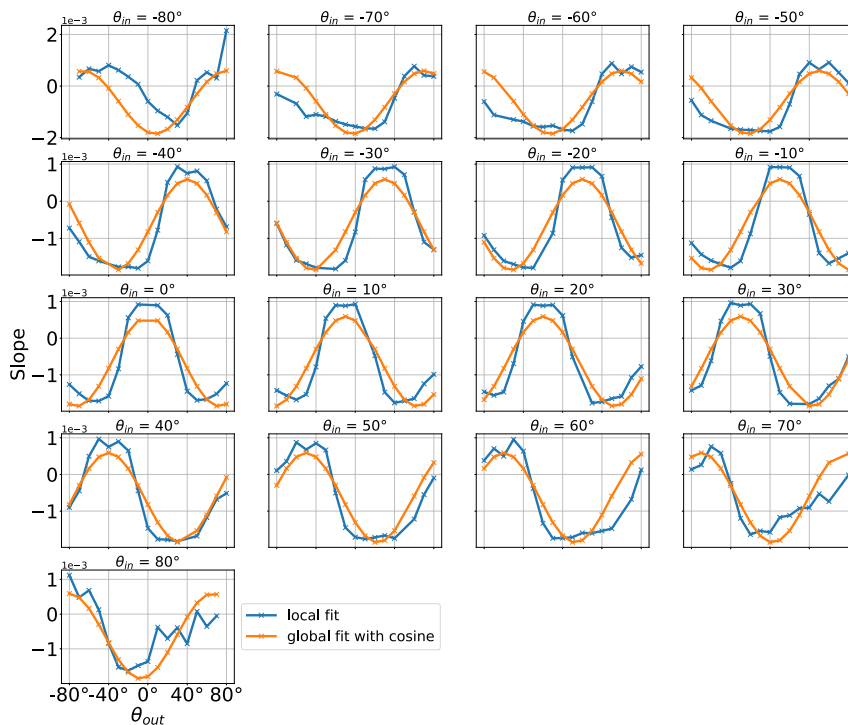 θin = -80°
θin = -70°
θin = -60°
θin = -50°
1e−3
2
0
−2
θin = -40°
θin = -30°
θin = -20°
θin = -10°
1e−3
1
0
−1
θin = 0°
θin = 10°
θin = 20°
θin = 30°
1e−3
1
0
−1
Slope
θin = 40°
θin = 50°
θin = 60°
θin = 70°
1e−3
1
0
−1
θin = 80°
1e−3
1
0
−1
local fit
global fit with cosine
-80° -40° 0° 40° 80°
θout